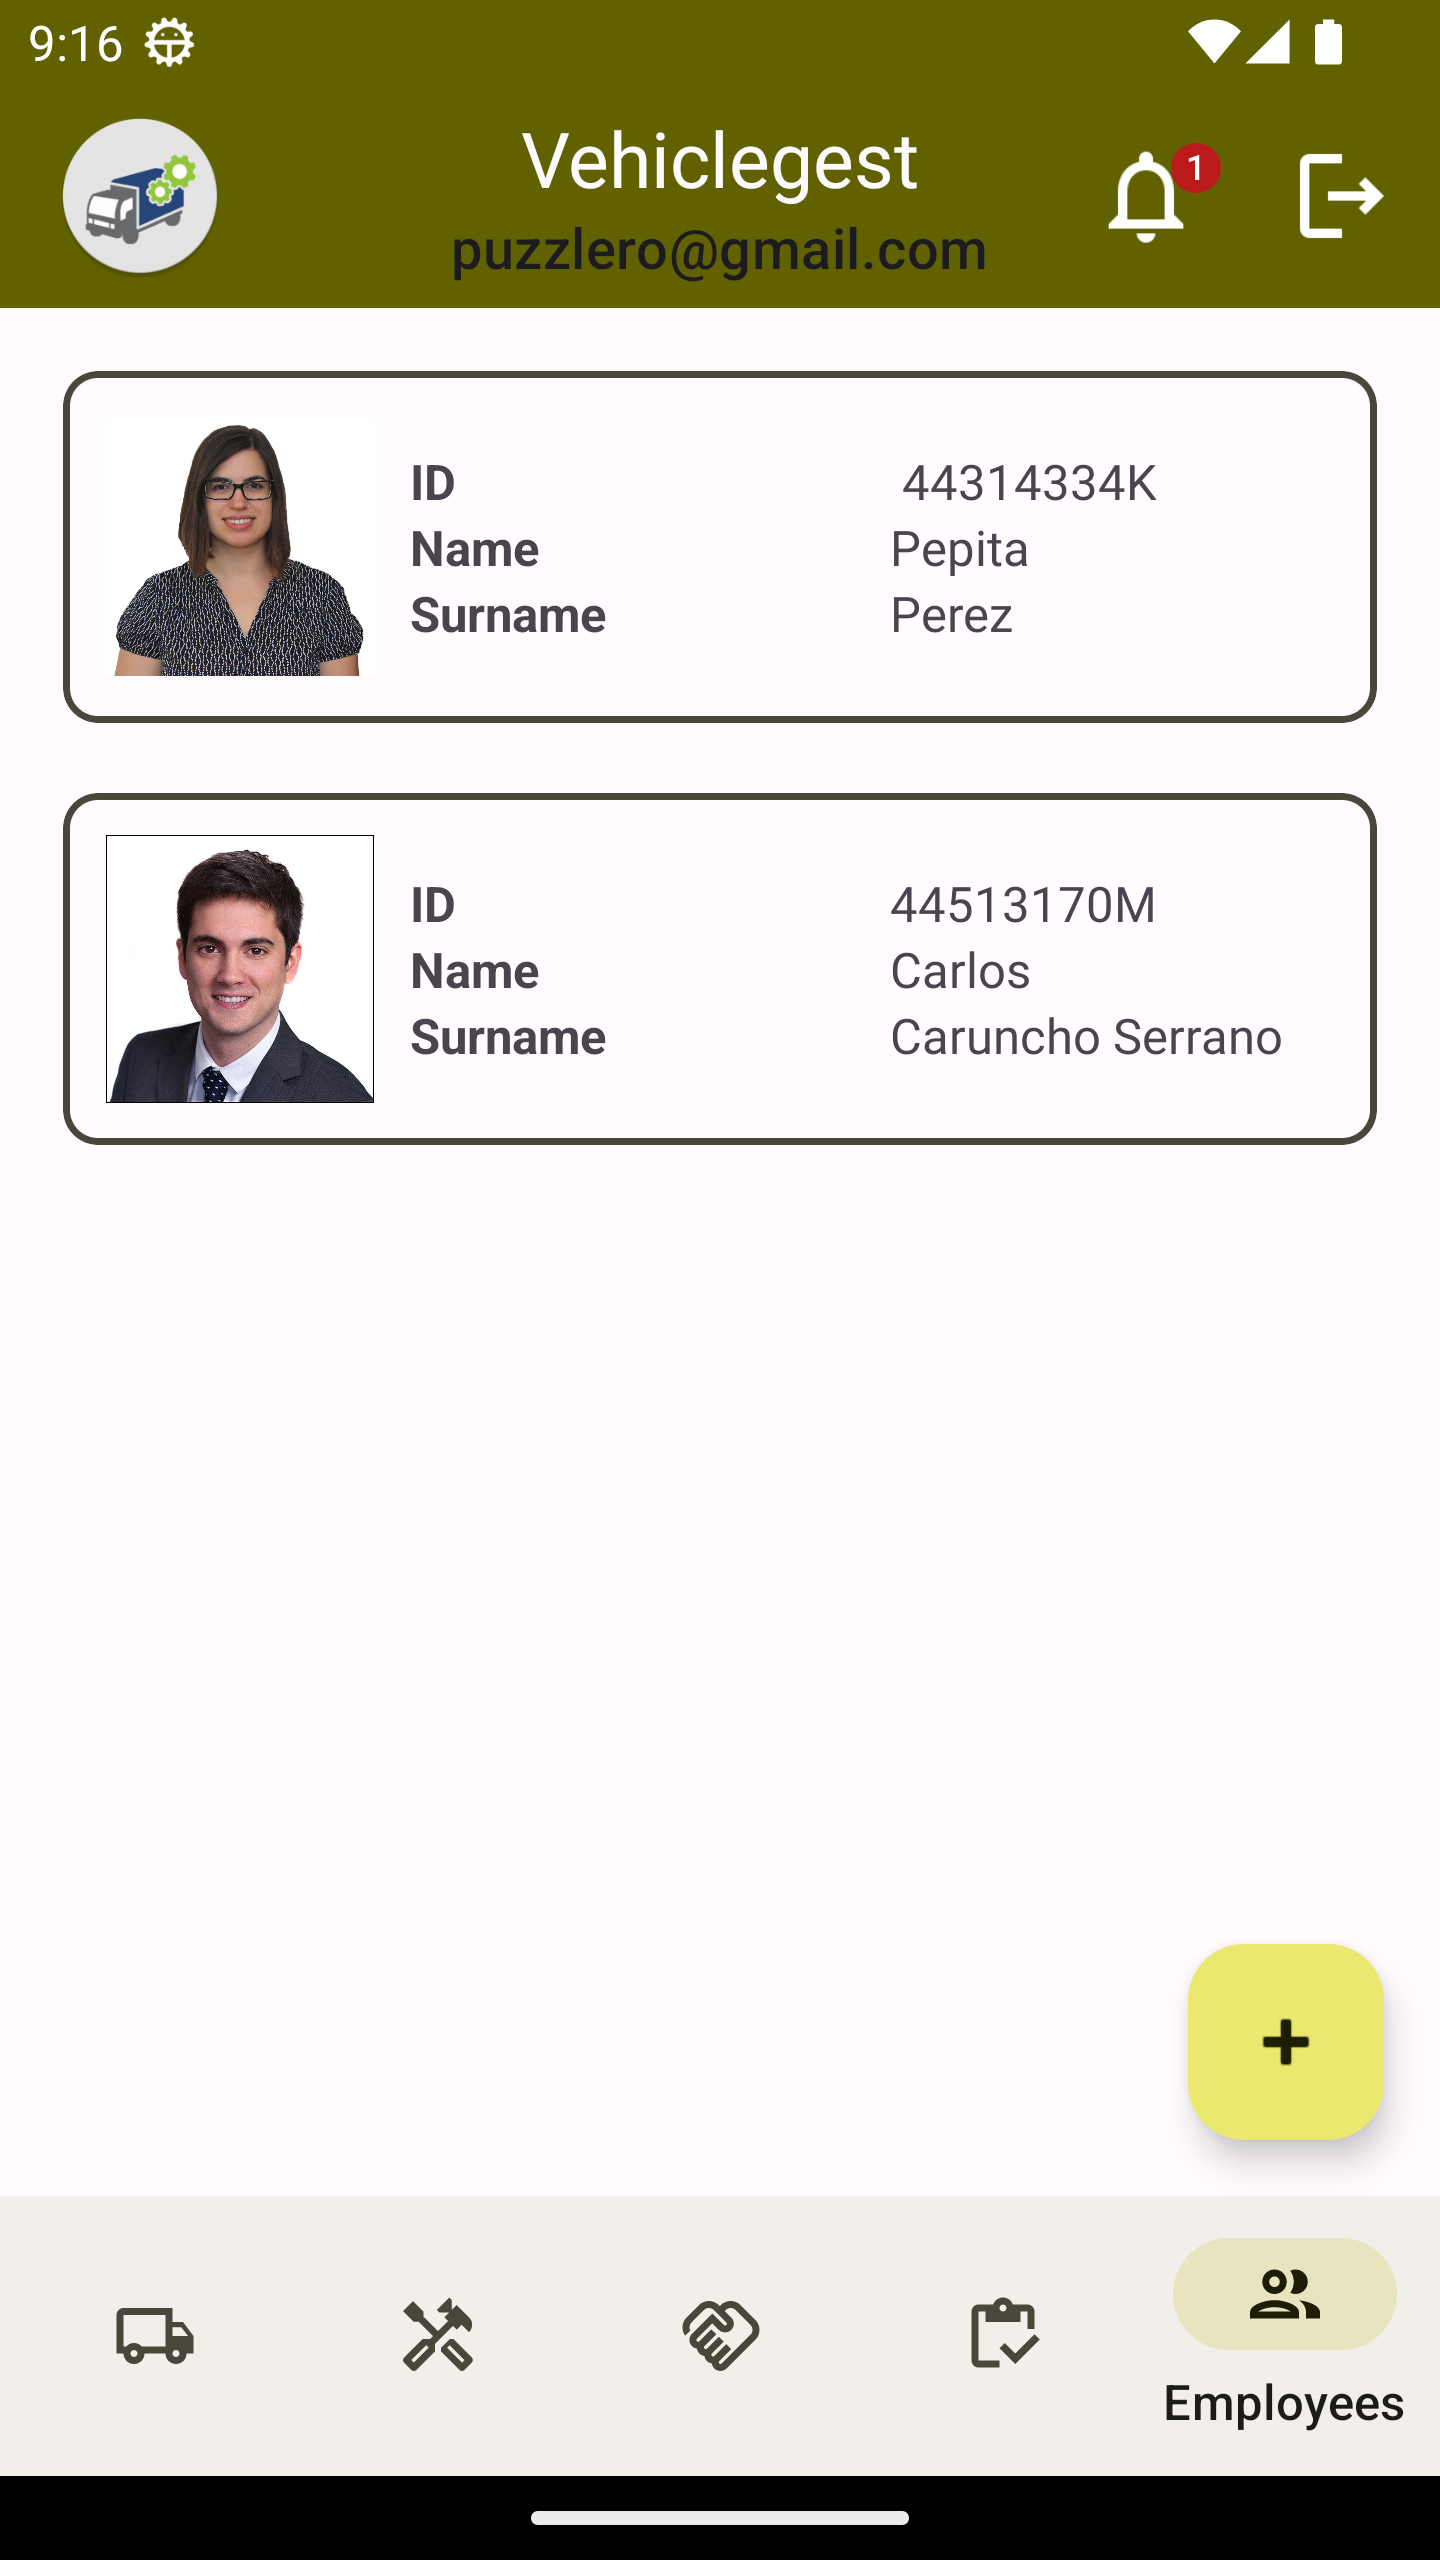 9:16
Vehiclegest
1
puzzlero@gmail.com
ID 44314334K
Name Pepita
Surname Perez
ID 44513170M
Name Carlos
Surname Caruncho Serrano
Employees